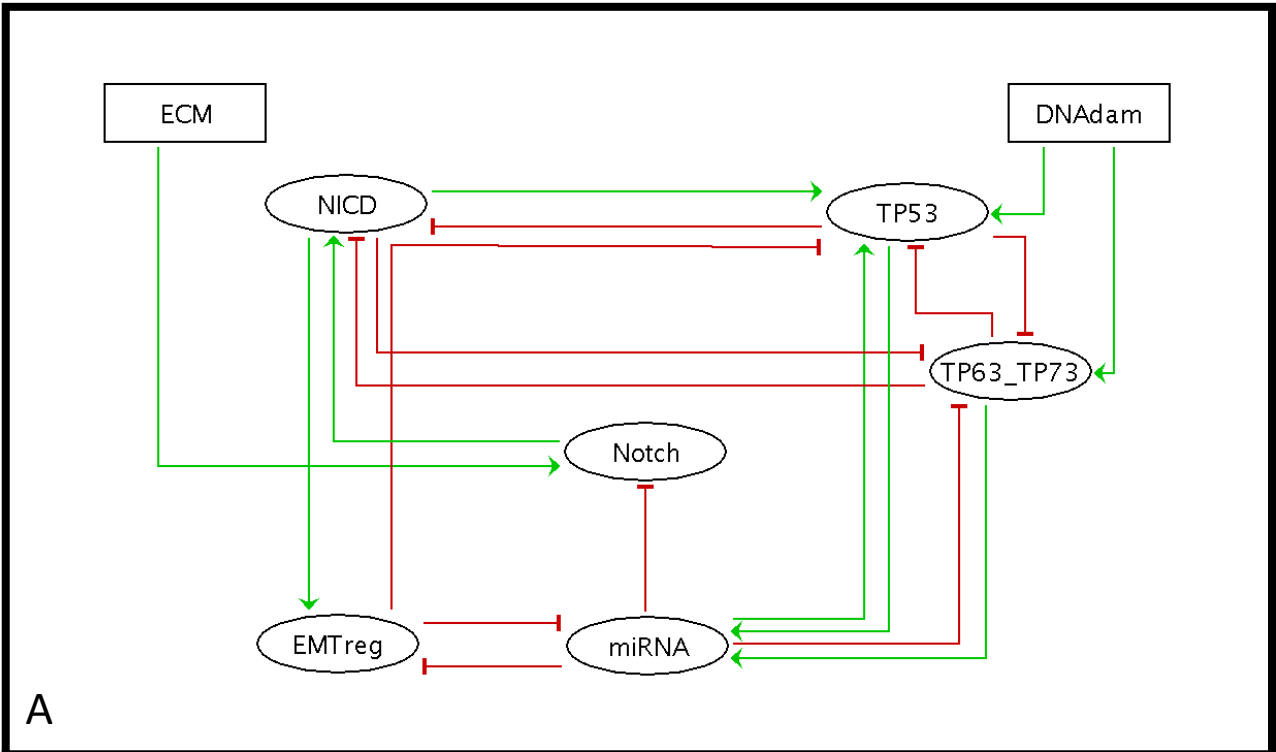 ECM
DNAdam
NICD
TP53
TP63_TP73
Notch
EMTreg
miRNA
A